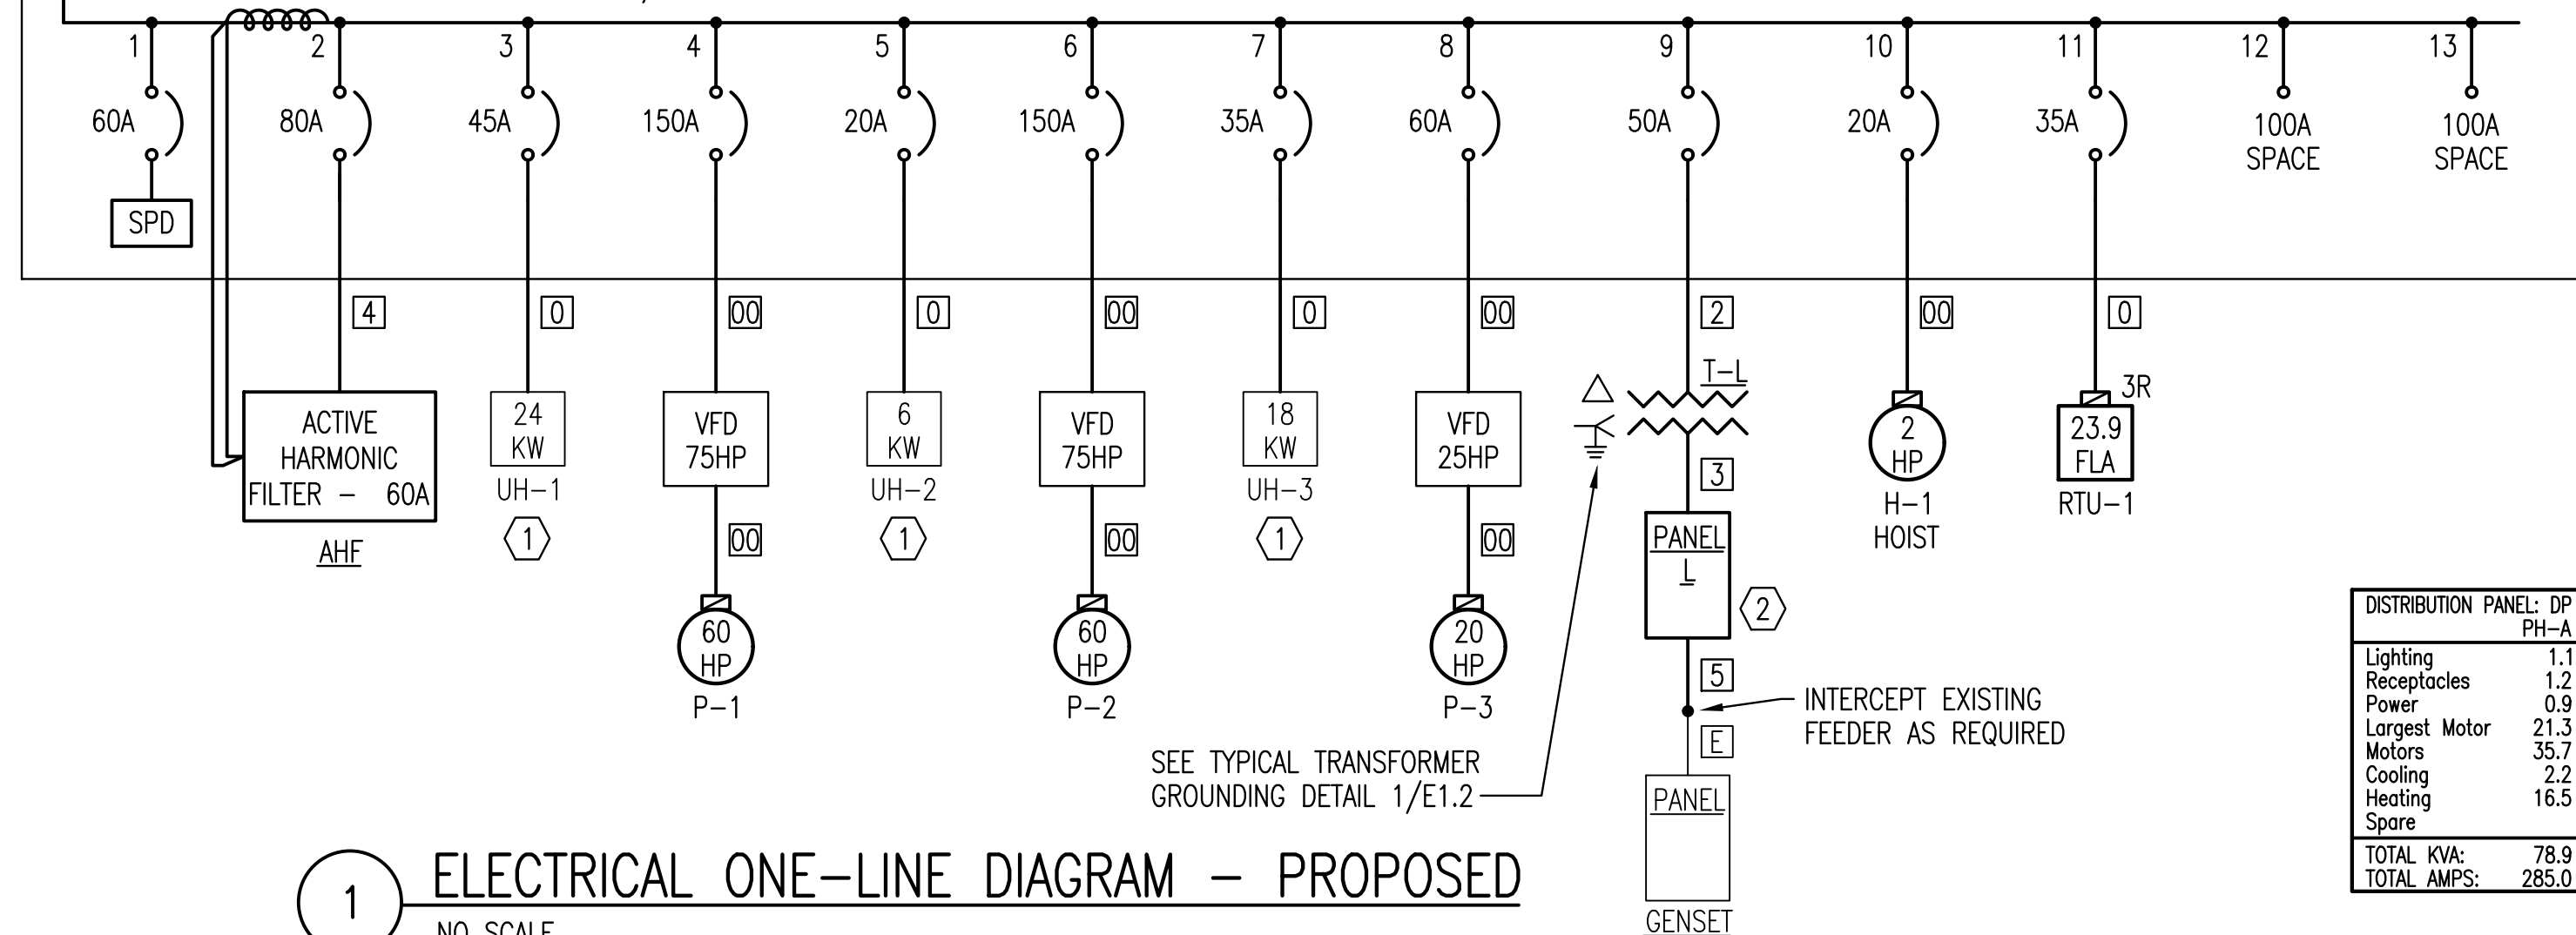 1 2 3 4 5 6 7 8 9 10 11 12 13
60A 80A 45A 150A 20A 150A 35A 60A 50A 20A 35A 100A 100A
SPACE SPACE
SPD
4 0 00 0 00 0 00 2 00 0
T-L
3R
ACTIVE
HARMONIC
FILTER - 60A
AHF
24
KW
UH-1
1
VFD
75HP
00
60
HP
P-1
6
KW
UH-2
1
VFD
75HP
00
60
HP
P-2
18
KW
UH-3
1
VFD
25HP
00
20
HP
P-3
3
PANEL
L
2
5
E
PANEL
GENSET
2
HP
H-1
HOIST
23.9
FLA
RTU-1
INTERCEPT EXISTING
FEEDER AS REQUIRED
SEE TYPICAL TRANSFORMER
GROUNDING DETAIL 1/E1.2
DISTRIBUTION PANEL: DP
PH-A
Lighting 1.1
Receptacles 1.2
Power 0.9
Largest Motor 21.3
Motors 35.7
Cooling 2.2
Heating 16.5
Spare
TOTAL KVA: 78.9
TOTAL AMPS: 285.0
1 ELECTRICAL ONE-LINE DIAGRAM - PROPOSED
NO SCALE